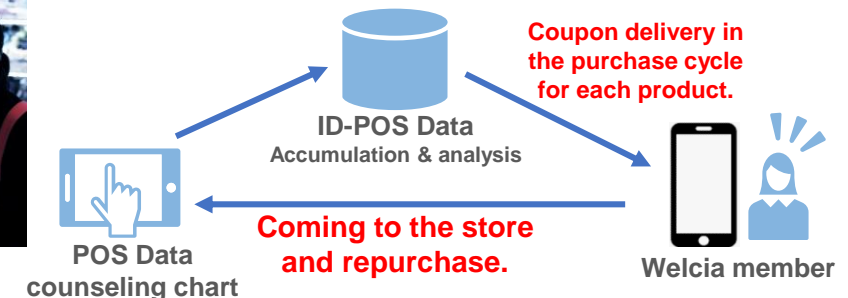 Coupon delivery in
the purchase cycle
for each product.
ID-POS Data
Accumulation & analysis
Coming to the store
and repurchase.
POS Data
counseling chart
Welcia member